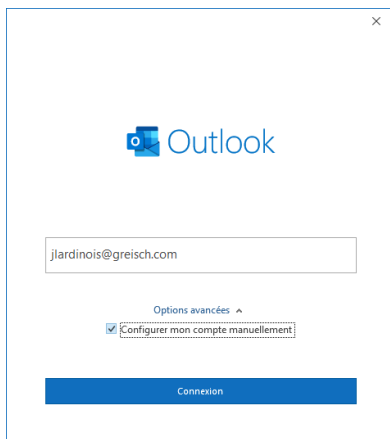 Outlook
jlardinois@greisch.com
Options avancées
Configurer mon compte manuellement
Connexion